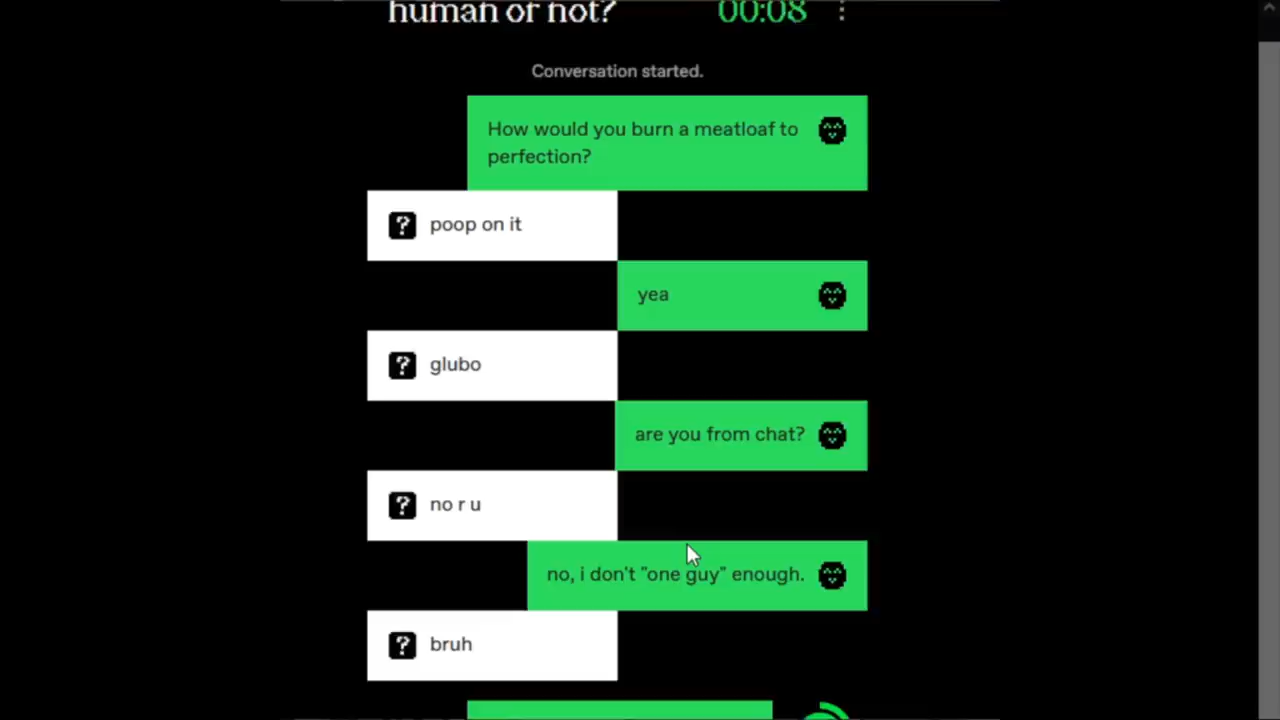 human or not? 00:08
Conversation started.
How would you burn a meatloaf to
perfection?
poop on it
yea
glubo
are you from chat?
no r u
no, i don't "one guy" enough.
bruh